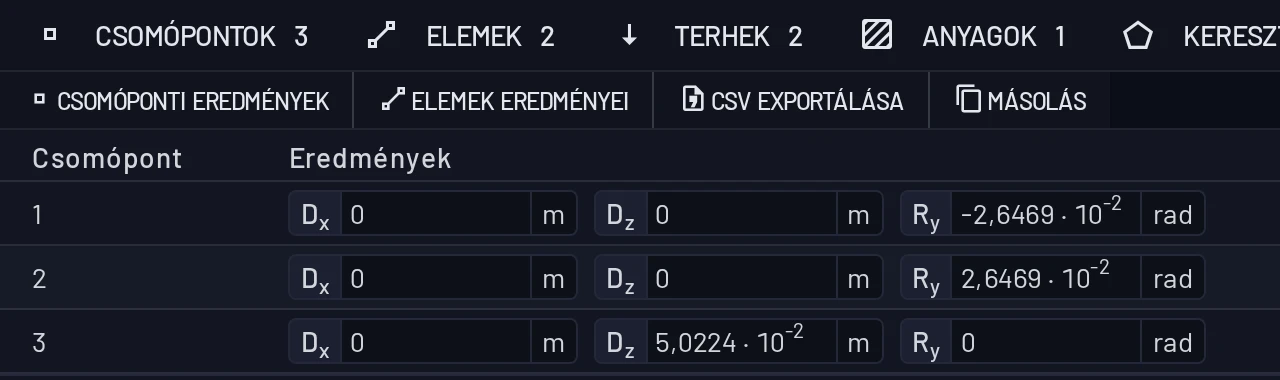 CSOMÓPONTOK 3 ELEMEK 2 TERHEK 2 ANYAGOK 1 KERESZT
CSOMÓPONTI EREDMÉNYEK ELEMEK EREDMÉNYEI CSV EXPORTÁLÁSA MÁSOLÁS
Csomópont Eredmények
1 Dx 0 m Dz 0 m Ry -2,6469 · 10^-2 rad
2 Dx 0 m Dz 0 m Ry 2,6469 · 10^-2 rad
3 Dx 0 m Dz 5,0224 · 10^-2 m Ry 0 rad